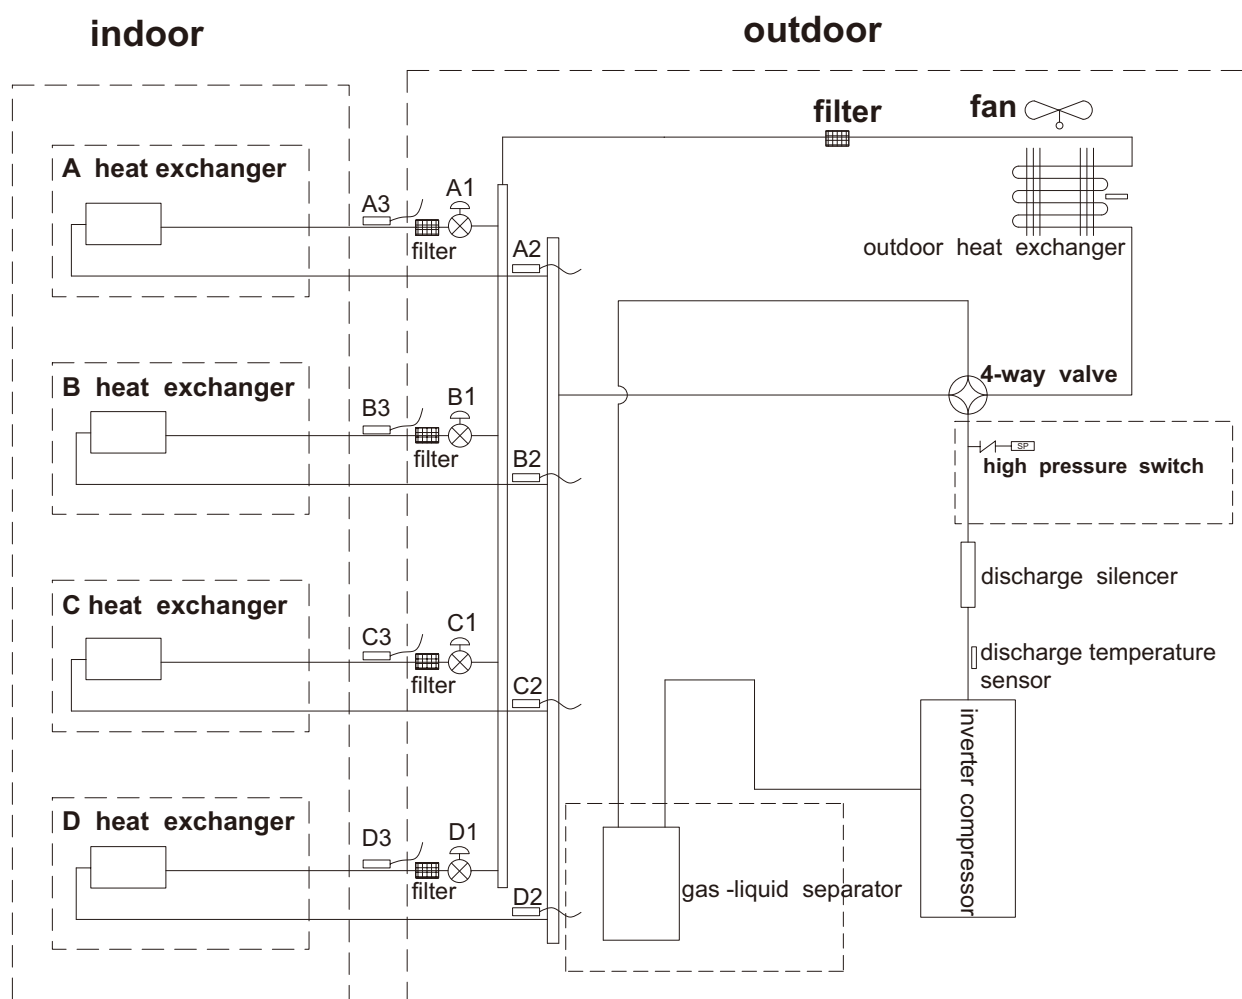 indoor
outdoor
filter
fan
A heat exchanger
A3
A1
filter
A2
outdoor heat exchanger
4-way valve
B heat exchanger
B3
B1
filter
B2
SP
high pressure switch
discharge silencer
C heat exchanger
C3
C1
filter
C2
discharge temperature
sensor
inverter compressor
D heat exchanger
D3
D1
filter
D2
gas -liquid separator